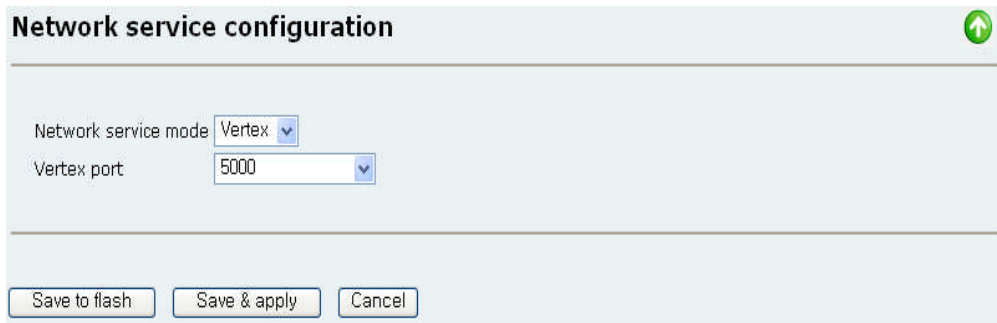 Network service configuration
Network service mode Vertex
Vertex port 5000
Save to flash Save & apply Cancel